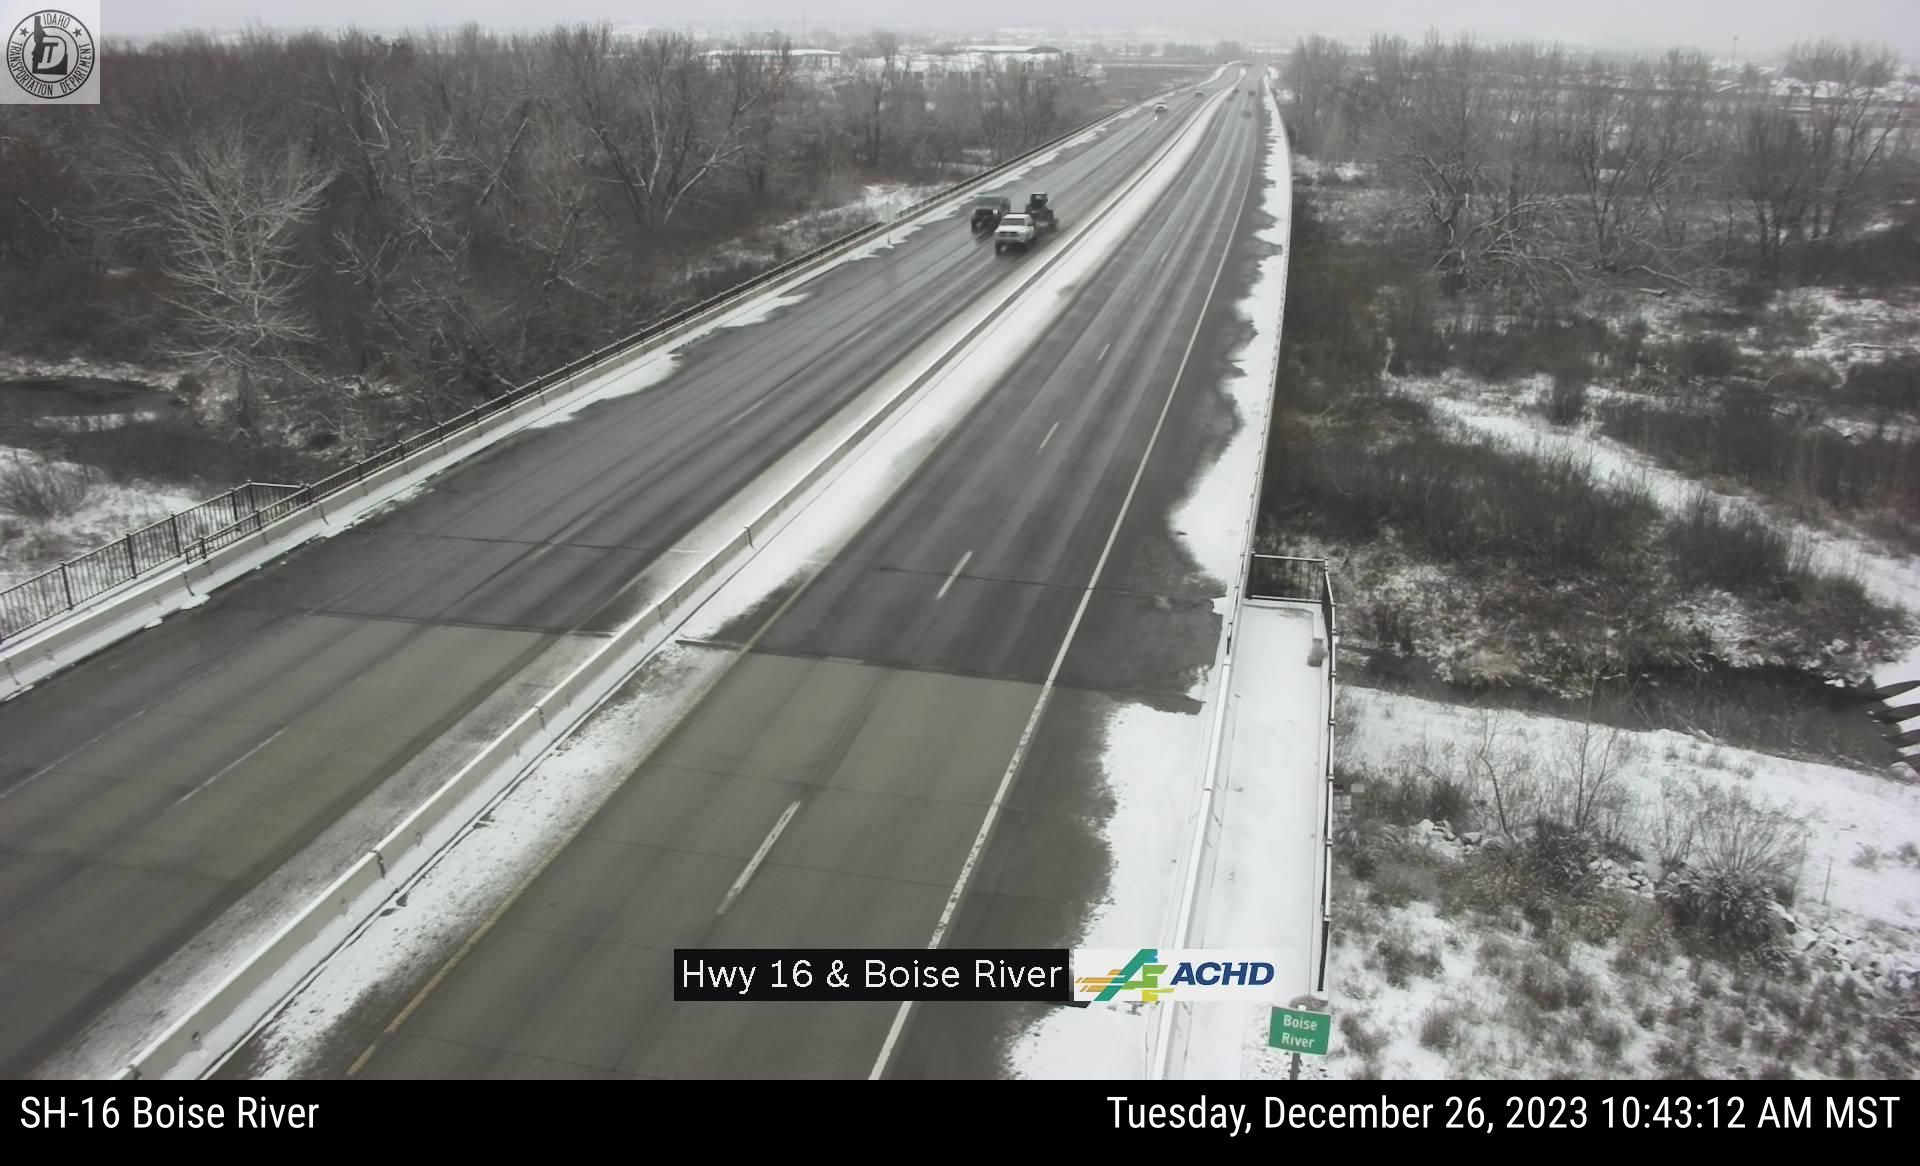 IDAHO
TRANSPORTATION DEPARTMENT
Hwy 16 & Boise River
ACHD
Boise
River
SH-16 Boise River
Tuesday, December 26, 2023 10:43:12 AM MST